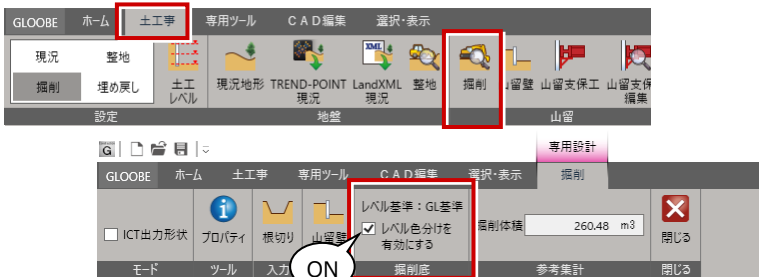 GLOOBE ホーム 土工事 専用ツール CAD編集 選択・表示
現況 整地
掘削 埋め戻し
土工
レベル
現況地形 TREND-POINT
現況
LandXML
現況
整地 掘削 山留壁 山留支保工 山留支保
編集
設定 地盤 山留
専用設計
GLOOBE ホーム 土工事 専用ツール CAD編集 選択・表示 掘削
ICT出力形状 プロパティ 根切り 山留壁
レベル基準：GL基準
レベル色分けを
有効にする
掘削体積 260.48 m3
閉じる
ON
モード ツール 入力 掘削底 参考集計 閉じる